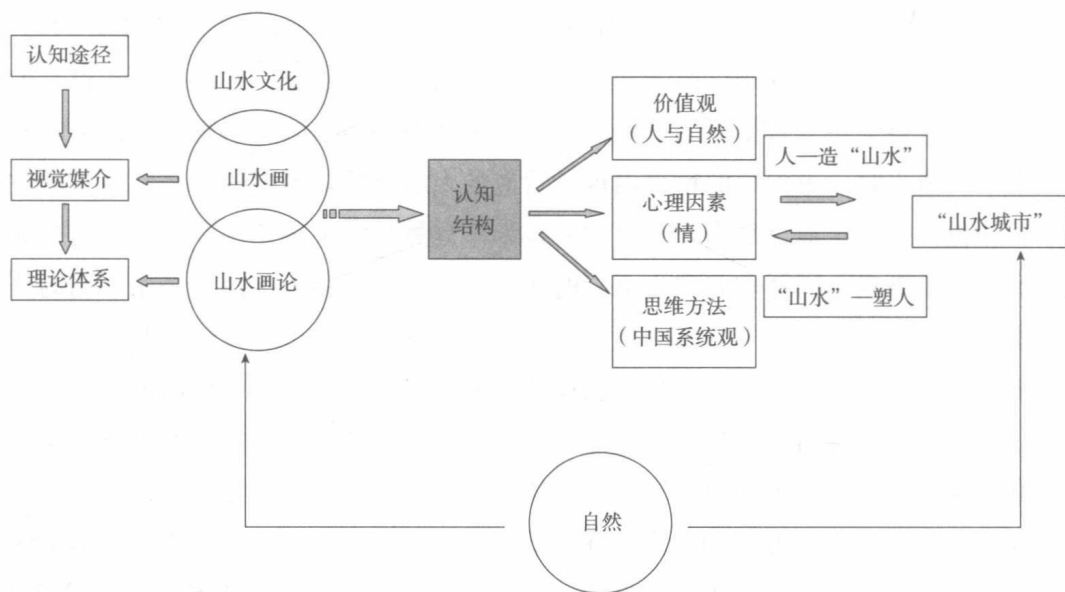 认知途径
视觉媒介
理论体系
山水文化
山水画
山水画论
认知
结构
价值观
（人与自然）
心理因素
（情）
思维方法
（中国系统观）
人—造“山水”
“山水”—塑人
“山水城市”
自然